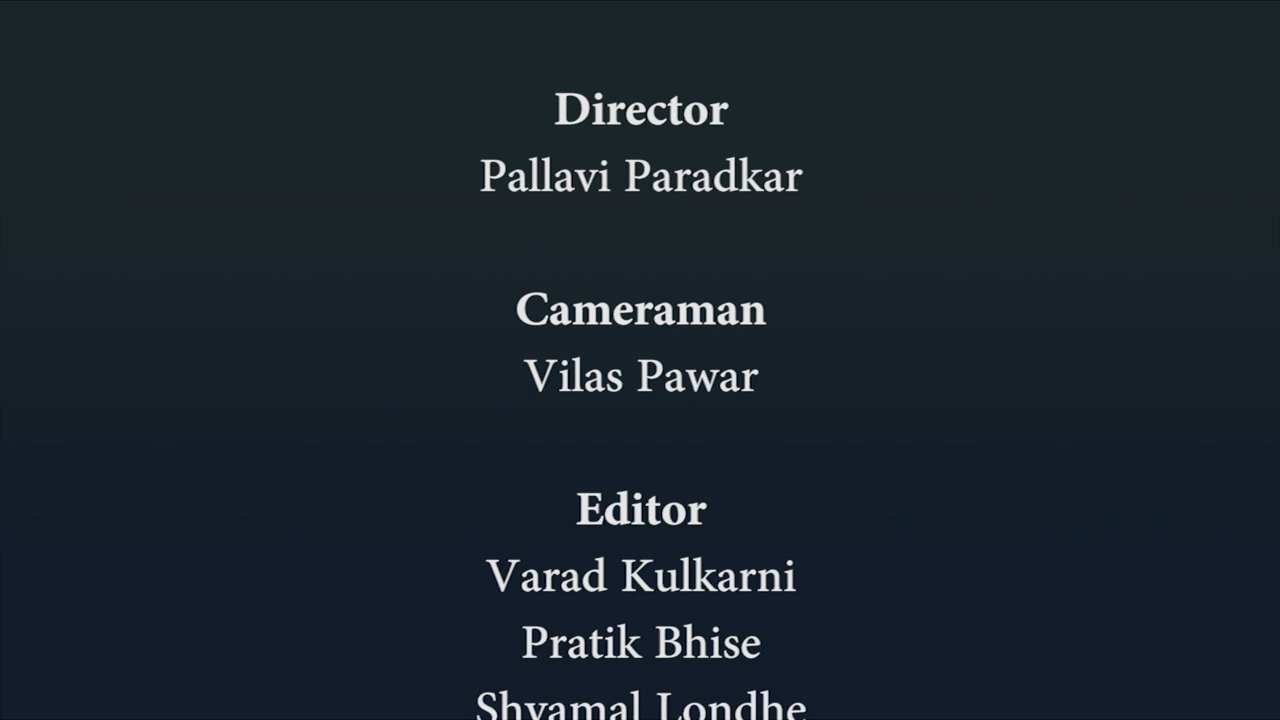 Director
Pallavi Paradkar
Cameraman
Vilas Pawar
Editor
Varad Kulkarni
Pratik Bhise
Shyamal Londhe